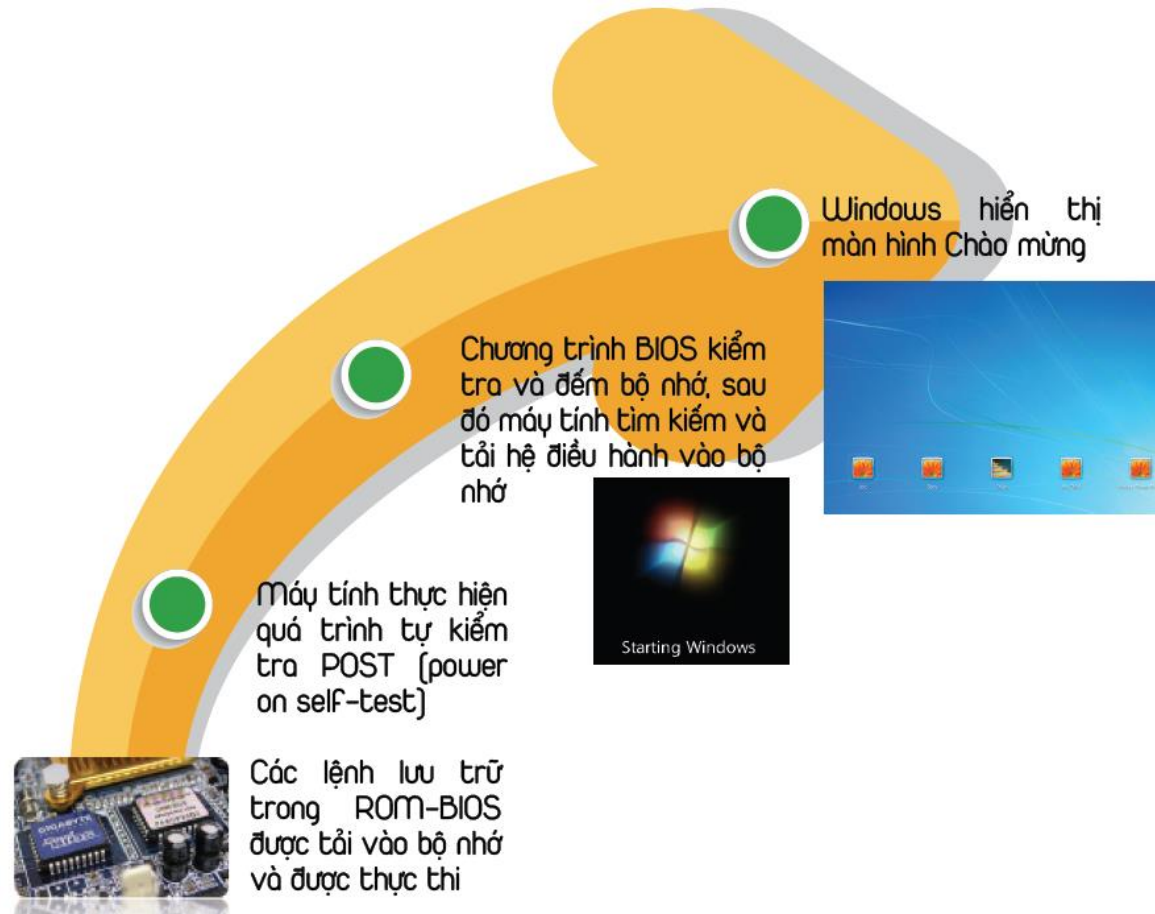 Windows hiển thị
màn hình Chào mừng
Chương trình BIOS kiểm
tra và đếm bộ nhớ, sau
đó máy tính tìm kiếm và
tải hệ điều hành vào bộ
nhớ
Starting Windows
Máy tính thực hiện
quá trình tự kiểm
tra POST (power
on self-test)
Các lệnh lưu trữ
trong ROM-BIOS
được tải vào bộ nhớ
và được thực thi
GIGABYTE